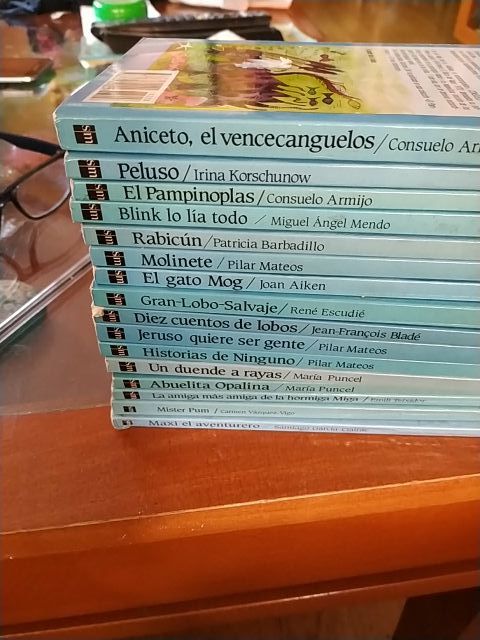 Aniceto, el vencecanguelos / Consuelo Ar
Peluso / Irina Korschunow
El Pampinoplas / Consuelo Armijo
Blink lo lía todo / Miguel Ángel Mendo
Rabicún / Patricia Barbadillo
Molinete / Pilar Mateos
El gato Mog / Joan Aiken
Gran-Lobo-Salvaje / René Escudié
Diez cuentos de lobos / Jean-François Bladé
Jeruso quiere ser gente / Pilar Mateos
Historias de Ninguno / Pilar Mateos
Un duende a rayas / María Puncel
Abuelita Opalina / María Puncel
La amiga más amiga de la hormiga Miga / Emili Teixidor
Mister Pum / Carmen Vázquez-Vigo
Maxi el aventurero / Santiago García